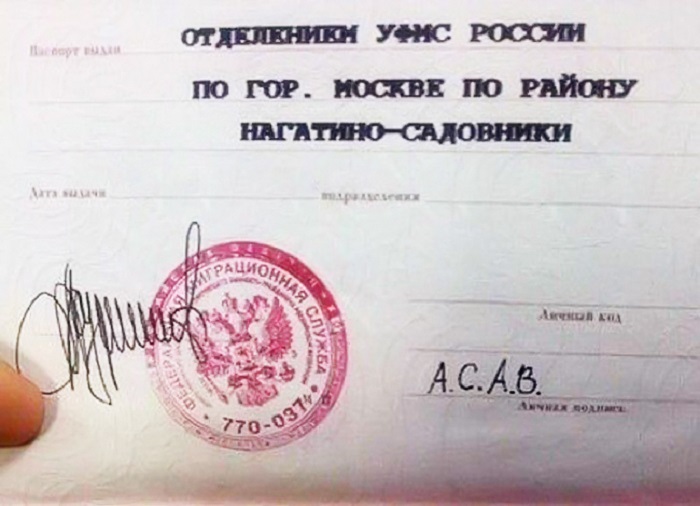 Паспорт выдан
ОТДЕЛЕНИЕМ УФМС РОССИИ
ПО ГОР. МОСКВЕ ПО РАЙОНУ
НАГАТИНО-САДОВНИКИ
Дата выдачи
подразделения
ФЕДЕРАЛЬНАЯ МИГРАЦИОННАЯ СЛУЖБА
770-037
Личный код
А.С.А.В.
Личная подпись